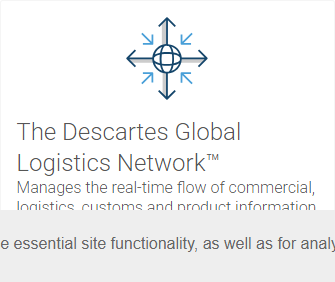 The Descartes Global
Logistics Network™
Manages the real-time flow of commercial,
logistics, customs and product information
e essential site functionality, as well as for analy